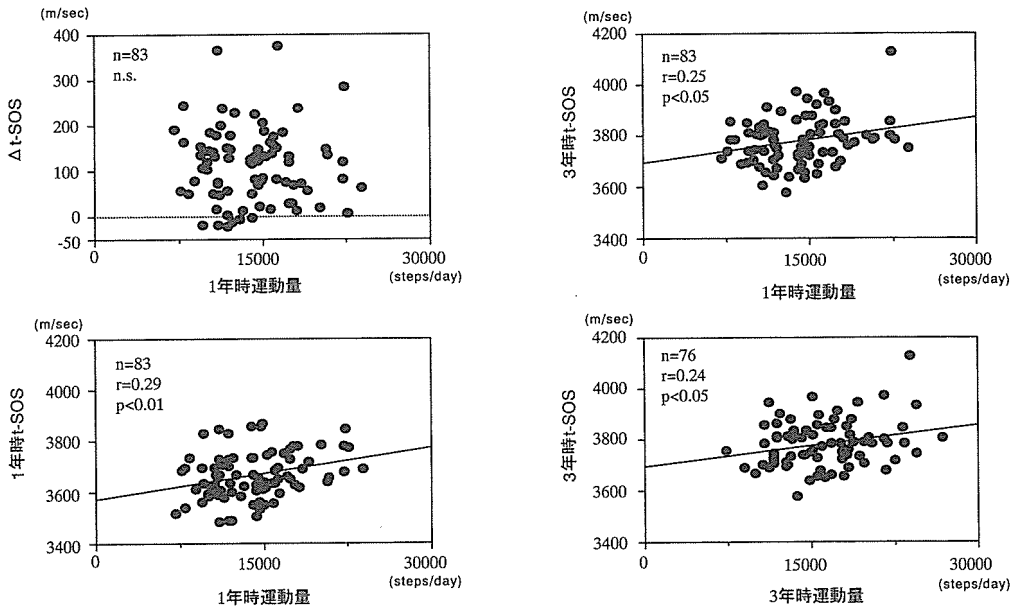 (m/sec)
400
300
200
100
0
-50
Δt-SOS
n=83
n.s.
0
15000
30000
(steps/day)
1年時運動量
(m/sec)
4200
4000
3800
3600
3400
3年時t-SOS
n=83
r=0.25
p<0.05
0
15000
30000
(steps/day)
1年時運動量
(m/sec)
4200
4000
3800
3600
3400
1年時t-SOS
n=83
r=0.29
p<0.01
0
15000
30000
(steps/day)
1年時運動量
(m/sec)
4200
4000
3800
3600
3400
3年時t-SOS
n=76
r=0.24
p<0.05
0
15000
30000
(steps/day)
3年時運動量